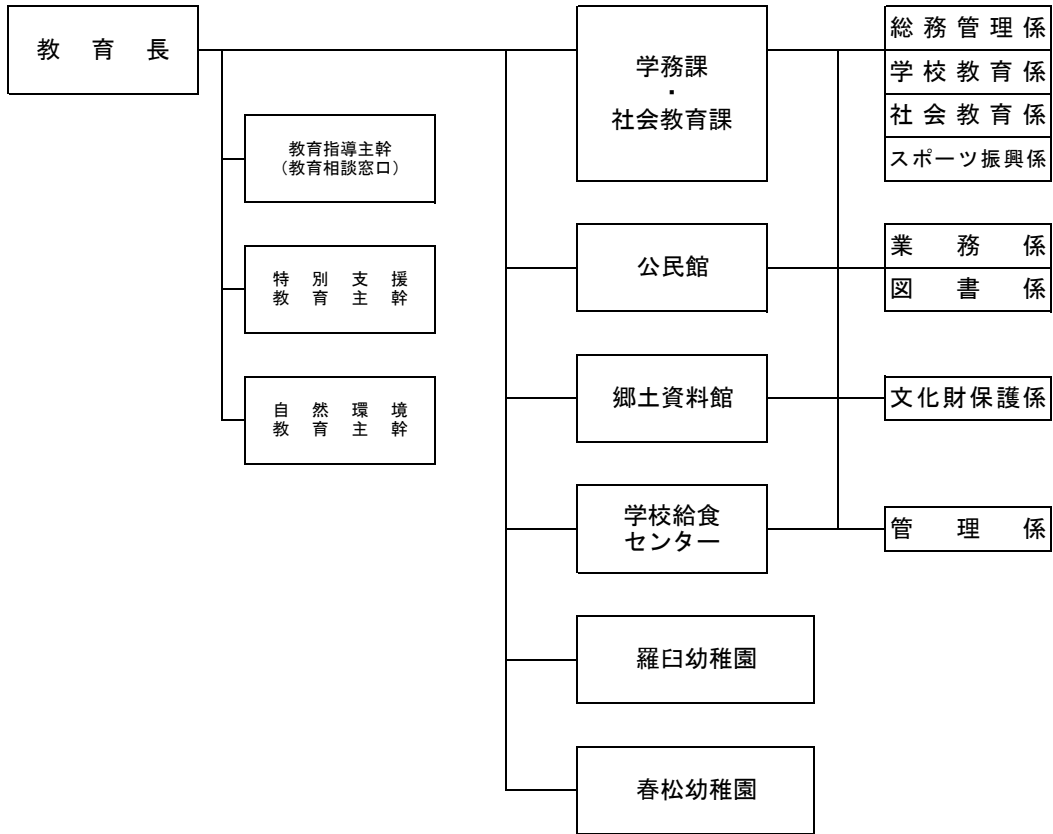 教育長
教育指導主幹
（教育相談窓口）
特別支援
教育主幹
自然環境
教育主幹
学務課
・
社会教育課
公民館
郷土資料館
学校給食
センター
羅臼幼稚園
春松幼稚園
総務管理係
学校教育係
社会教育係
スポーツ振興係
業務係
図書係
文化財保護係
管理係